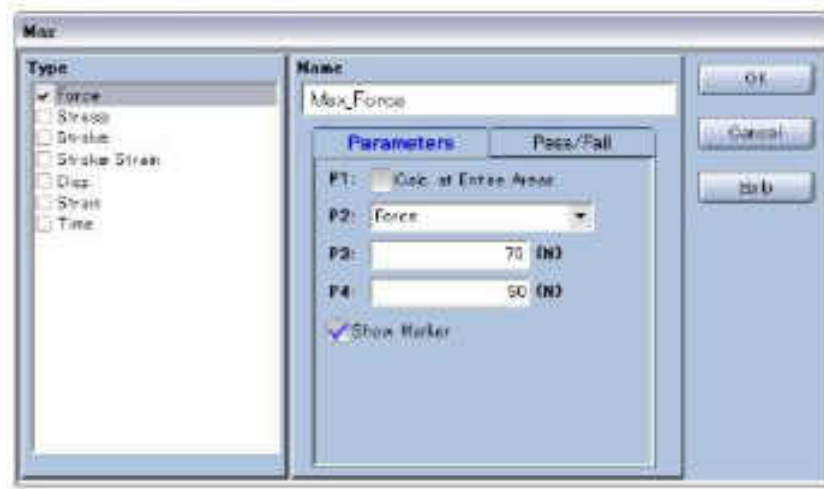 Max
Type
Force
Stress
Stroke
Stroke Strain
Disp
Strain
Time
Name
Max_Force
Parameters
Pass/Fail
P1: Calc. at Entire Areas
P2: Force
P3: 70 (N)
P4: (N)
Show Marker
OK
Cancel
Help